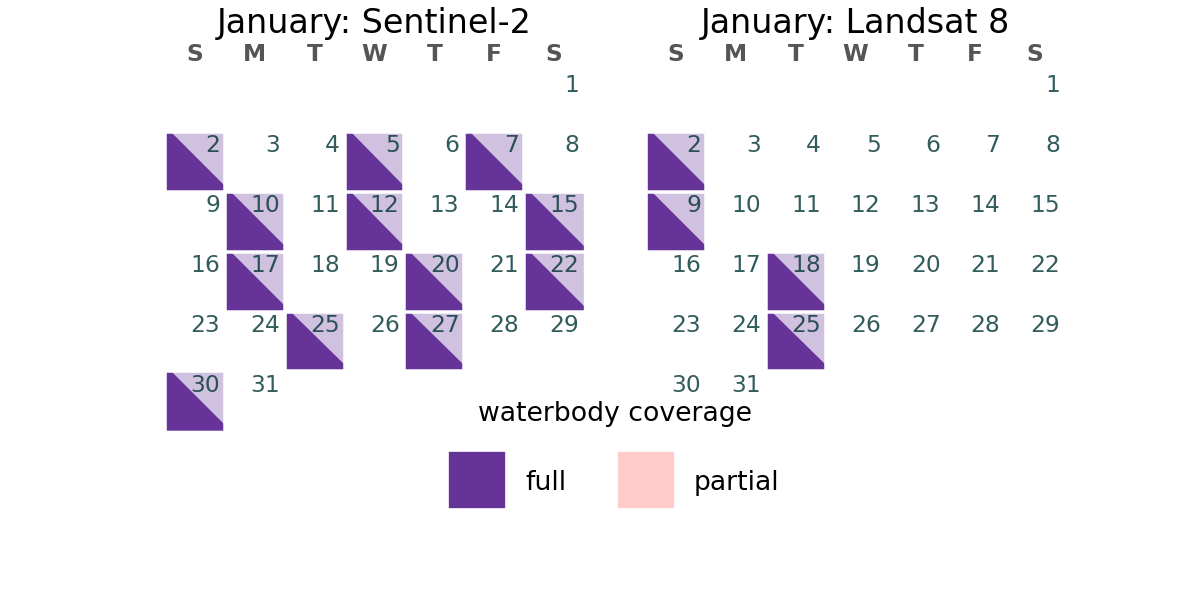 January: Sentinel-2
S M T W T F S
1
2 3 4 5 6 7 8
9 10 11 12 13 14 15
16 17 18 19 20 21 22
23 24 25 26 27 28 29
30 31
January: Landsat 8
S M T W T F S
1
2 3 4 5 6 7 8
9 10 11 12 13 14 15
16 17 18 19 20 21 22
23 24 25 26 27 28 29
30 31
waterbody coverage
full partial